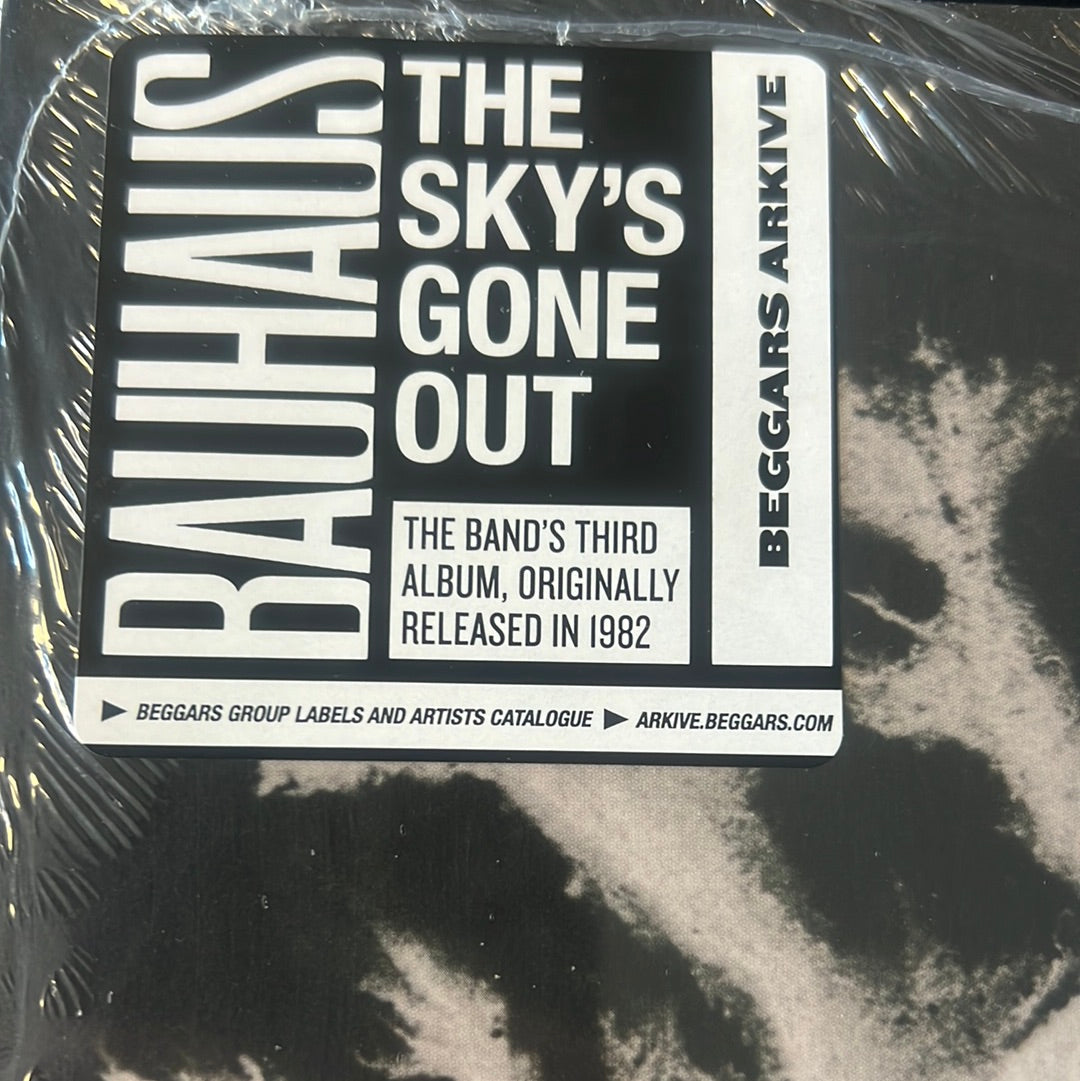 BAUHAUS
THE
SKY'S
GONE
OUT
THE BAND'S THIRD
ALBUM, ORIGINALLY
RELEASED IN 1982
BEGGARS ARKIVE
BEGGARS GROUP LABELS AND ARTISTS CATALOGUE ▶ ARKIVE.BEGGARS.COM